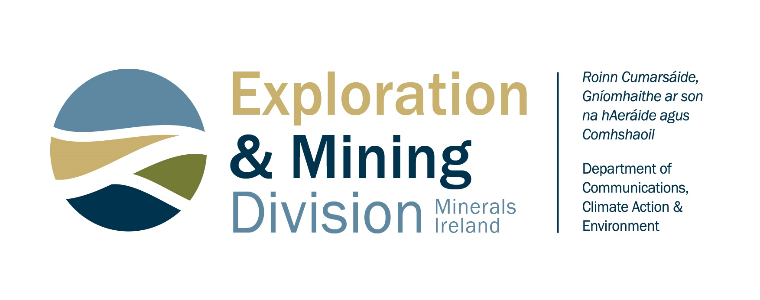 Exploration
& Mining
Division
Minerals
Ireland
Roinn Cumarsáide,
Gníomhaithe ar son
na hAeráide agus
Comhshaoil
Department of
Communications,
Climate Action &
Environment